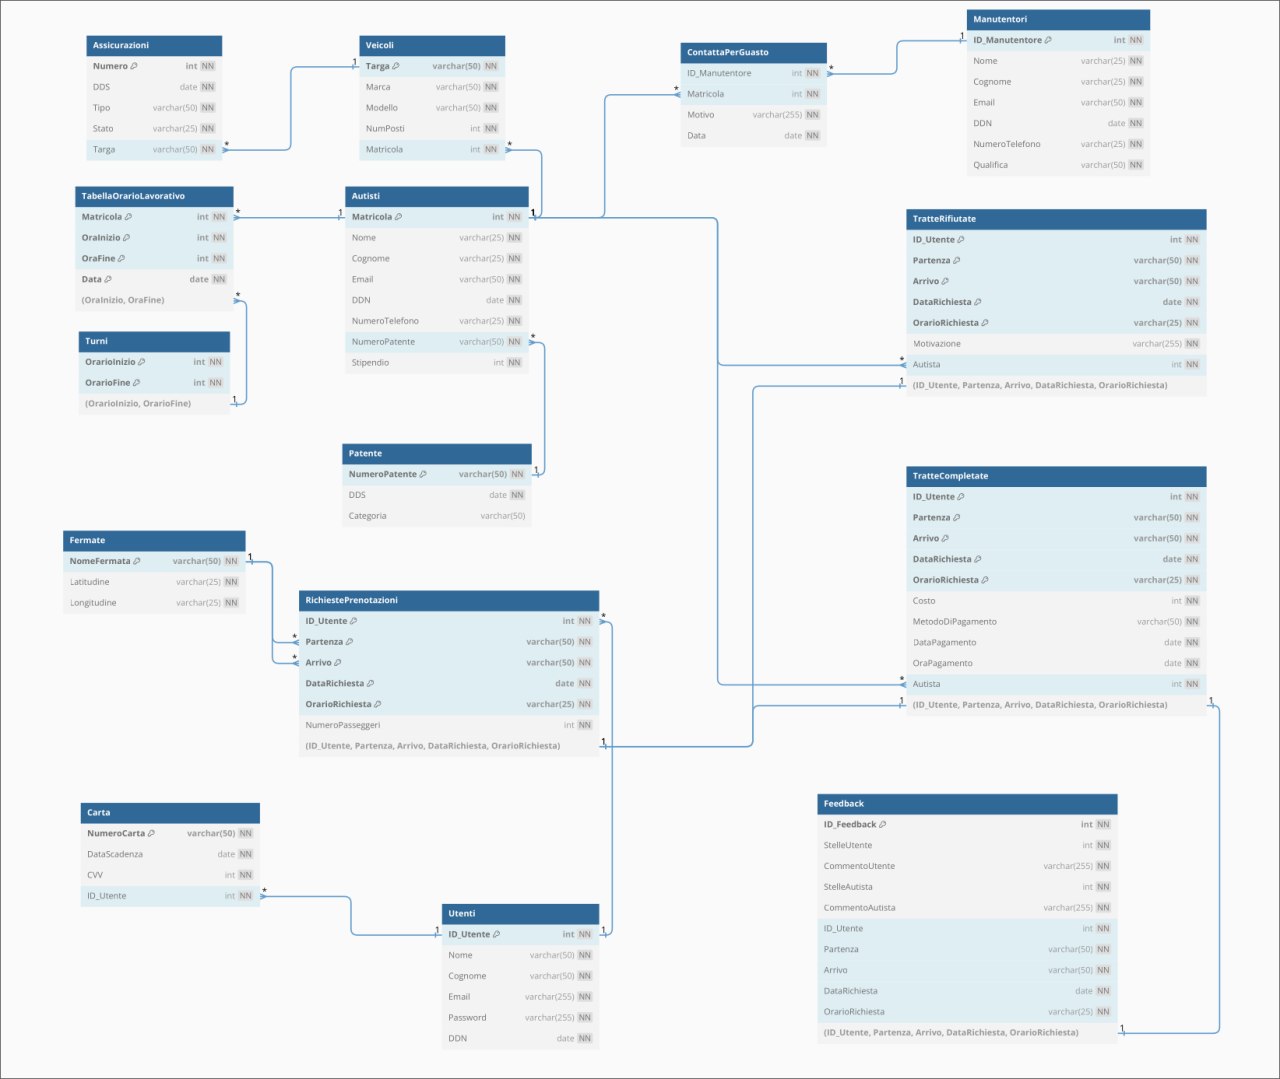 Assicurazioni
Numero int NN
DDS date NN
Tipo varchar(50) NN
Stato varchar(25) NN
Targa varchar(50) NN
*
Veicoli
1
Targa varchar(50) NN
Marca varchar(50) NN
Modello varchar(50) NN
NumPosti int NN
Matricola int NN
*
ContattaPerGuasto
ID_Manutentore int NN
*
*
Matricola int NN
Motivo varchar(255) NN
Data date NN
Manutentori
1
ID_Manutentore int NN
Nome varchar(25) NN
Cognome varchar(25) NN
Email varchar(50) NN
DDN date NN
NumeroTelefono varchar(25) NN
Qualifica varchar(50) NN
TabellaOrarioLavorativo
Matricola int NN
*
OraInizio int NN
OraFine int NN
Data date NN
(OraInizio, OraFine)
*
Autisti
1
Matricola int NN
1
Nome varchar(25) NN
Cognome varchar(25) NN
Email varchar(50) NN
DDN date NN
NumeroTelefono varchar(25) NN
NumeroPatente varchar(50) NN
*
Stipendio int NN
TratteRifiutate
ID_Utente int NN
Partenza varchar(50) NN
Arrivo varchar(50) NN
DataRichiesta date NN
OrarioRichiesta varchar(25) NN
Motivazione varchar(255) NN
*
Autista int NN
1
(ID_Utente, Partenza, Arrivo, DataRichiesta, OrarioRichiesta)
Turni
OrarioInizio int NN
OrarioFine int NN
(OrarioInizio, OrarioFine)
1
Patente
NumeroPatente varchar(50) NN
1
DDS date NN
Categoria varchar(50)
TratteCompletate
ID_Utente int NN
Partenza varchar(50) NN
Arrivo varchar(50) NN
DataRichiesta date NN
OrarioRichiesta varchar(25) NN
Costo int NN
MetodoDiPagamento varchar(50) NN
DataPagamento date NN
OraPagamento date NN
*
Autista int NN
1
(ID_Utente, Partenza, Arrivo, DataRichiesta, OrarioRichiesta)
1
Fermate
NomeFermata varchar(50) NN
1
Latitudine varchar(25) NN
Longitudine varchar(25) NN
RichiestePrenotazioni
ID_Utente int NN
*
*
Partenza varchar(50) NN
*
Arrivo varchar(50) NN
DataRichiesta date NN
OrarioRichiesta varchar(25) NN
NumeroPasseggeri int NN
(ID_Utente, Partenza, Arrivo, DataRichiesta, OrarioRichiesta)
1
Carta
NumeroCarta varchar(50) NN
DataScadenza date NN
CVV int NN
ID_Utente int NN
*
Utenti
1
ID_Utente int NN
1
Nome varchar(50) NN
Cognome varchar(50) NN
Email varchar(255) NN
Password varchar(255) NN
DDN date NN
Feedback
ID_Feedback int NN
StelleUtente int NN
CommentoUtente varchar(255) NN
StelleAutista int NN
CommentoAutista varchar(255) NN
ID_Utente int NN
Partenza varchar(50) NN
Arrivo varchar(50) NN
DataRichiesta date NN
OrarioRichiesta varchar(25) NN
(ID_Utente, Partenza, Arrivo, DataRichiesta, OrarioRichiesta)
1